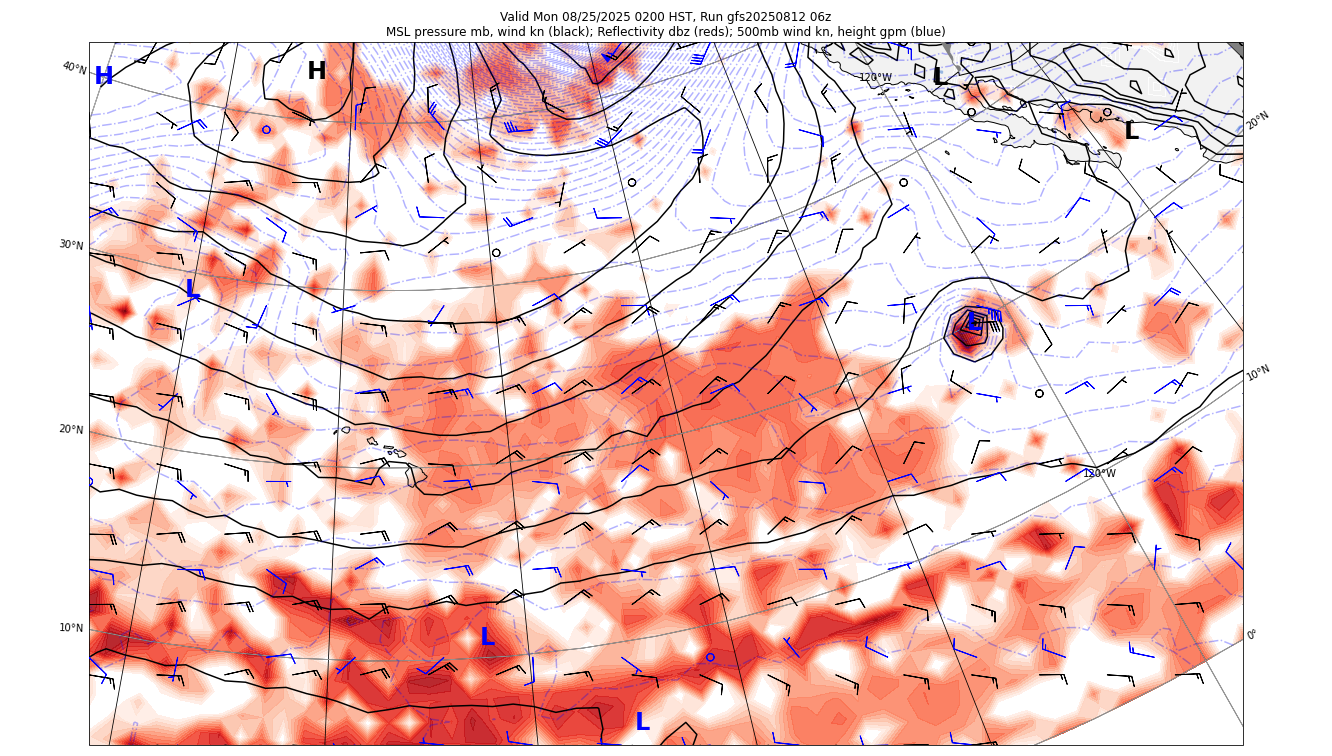 Valid Mon 08/25/2025 0200 HST, Run gfs20250812 06z
MSL pressure mb, wind kn (black); Reflectivity dbz (reds); 500mb wind kn, height gpm (blue)
H
H
L
120°W
40°N
20°N
L
30°N
L
L
10°N
20°N
120°W
10°N
L
0°
L